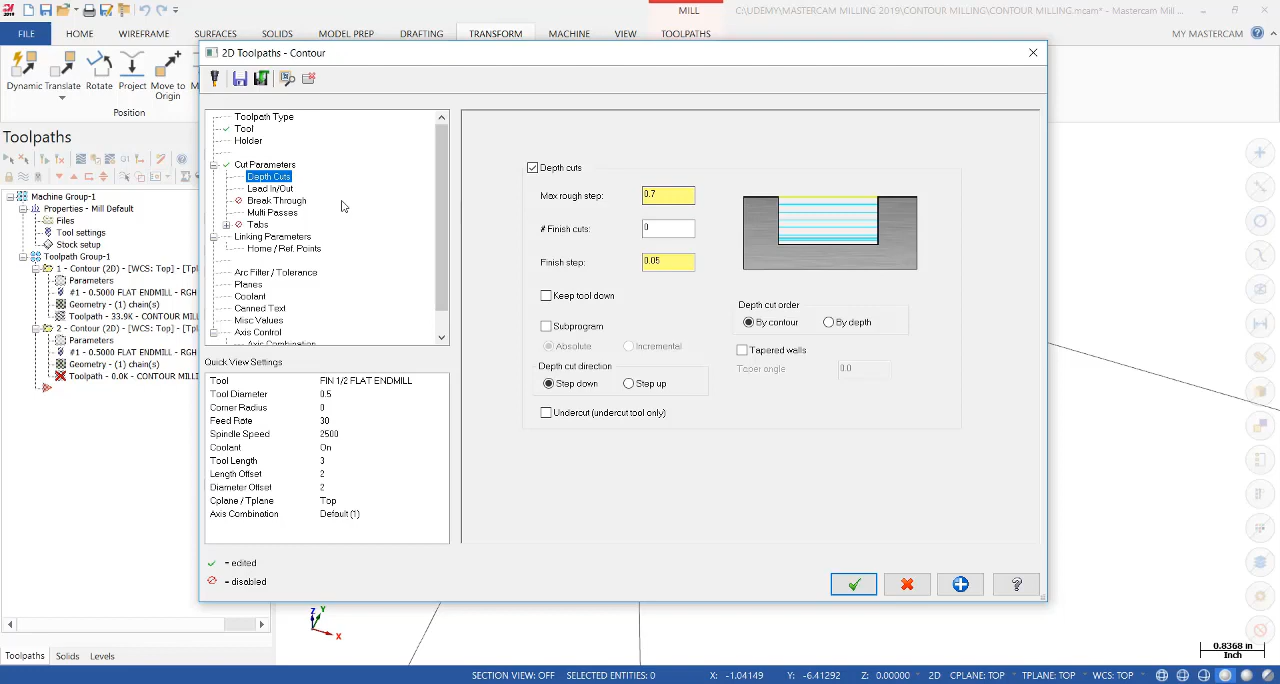 2019
MILL
C:\UDEMY\MASTERCAM MILLING 2019\CONTOUR MILLING\CONTOUR MILLING.mcam* - Mastercam Mill ...
FILE
HOME
WIREFRAME
SURFACES
SOLIDS
MODEL PREP
DRAFTING
TRANSFORM
MACHINE
VIEW
TOOLPATHS
MY MASTERCAM
Dynamic
Translate
Rotate
Project
Move to
Origin
Position
2D Toolpaths - Contour
Toolpaths
Machine Group-1
Properties - Mill Default
Files
Tool settings
Stock setup
Toolpath Group-1
1 - Contour (2D) - [WCS: Top] - [Tpl
Parameters
#1 - 0.5000 FLAT ENDMILL - RGH
Geometry - (1) chain(s)
Toolpath - 33.9K - CONTOUR MIL
2 - Contour (2D) - [WCS: Top] - [Tpl
Parameters
#1 - 0.5000 FLAT ENDMILL - RGH
Geometry - (1) chain(s)
Toolpath - 0.0K - CONTOUR MILLI
Toolpath Type
Tool
Holder
Cut Parameters
Depth Cuts
Lead In/Out
Break Through
Multi Passes
Tabs
Linking Parameters
Home / Ref. Points
Arc Filter / Tolerance
Planes
Coolant
Canned Text
Misc Values
Axis Control
Axis Combination
Quick View Settings
Tool FIN 1/2 FLAT ENDMILL
Tool Diameter 0.5
Corner Radius 0
Feed Rate 30
Spindle Speed 2500
Coolant On
Tool Length 3
Length Offset 2
Diameter Offset 2
Cplane / Tplane Top
Axis Combination Default (1)
= edited
= disabled
Depth cuts
Max rough step: 0.7
# Finish cuts: 0
Finish step: 0.05
Keep tool down
Subprogram
Absolute Incremental
Depth cut direction
Step down Step up
Undercut (undercut tool only)
Depth cut order
By contour By depth
Tapered walls
Taper angle 0.0
Z Y
X
0.8368 in
Inch
Toolpaths Solids Levels
SECTION VIEW: OFF SELECTED ENTITIES: 0 X: -1.04149 Y: -6.41292 Z: 0.00000 2D CPLANE: TOP TPLANE: TOP WCS: TOP